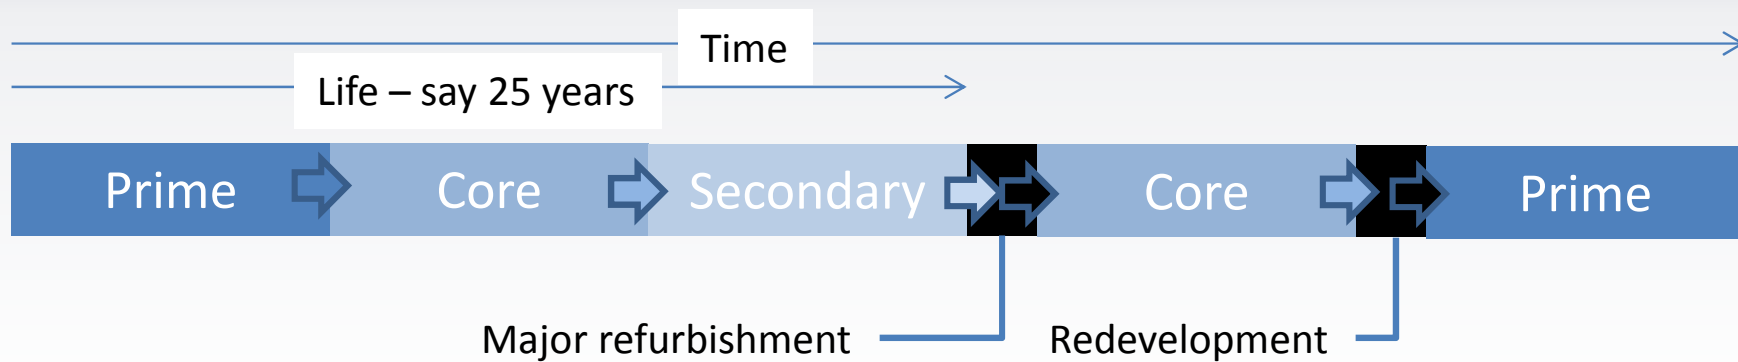 Time
Life – say 25 years
Prime
Core
Secondary
Core
Prime
Major refurbishment
Redevelopment